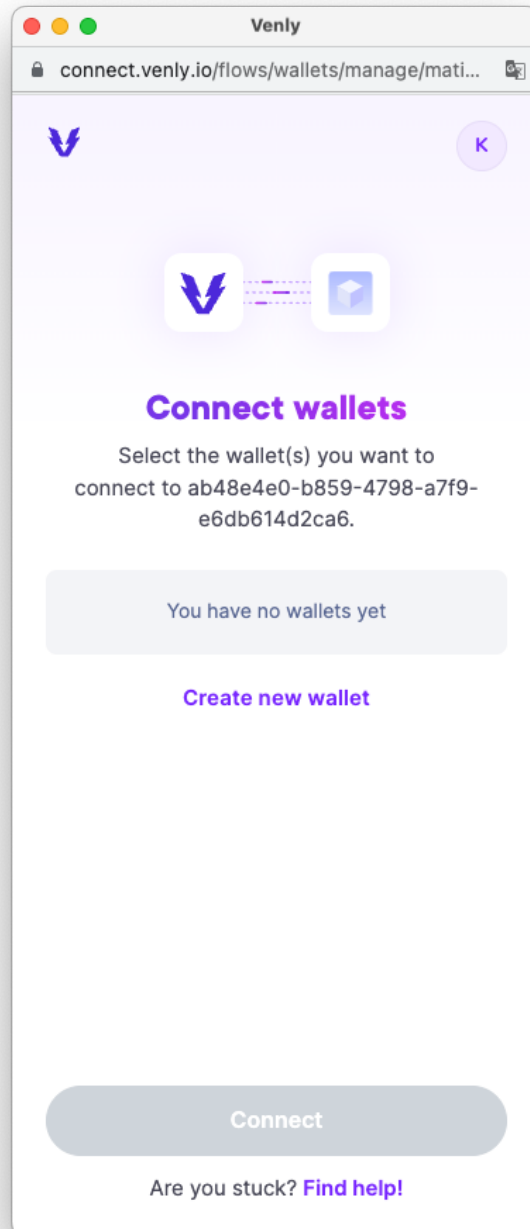 Venly
connect.venly.io/flows/wallets/manage/mati...
K
Connect wallets
Select the wallet(s) you want to
connect to ab48e4e0-b859-4798-a7f9-
e6db614d2ca6.
You have no wallets yet
Create new wallet
Connect
Are you stuck? Find help!